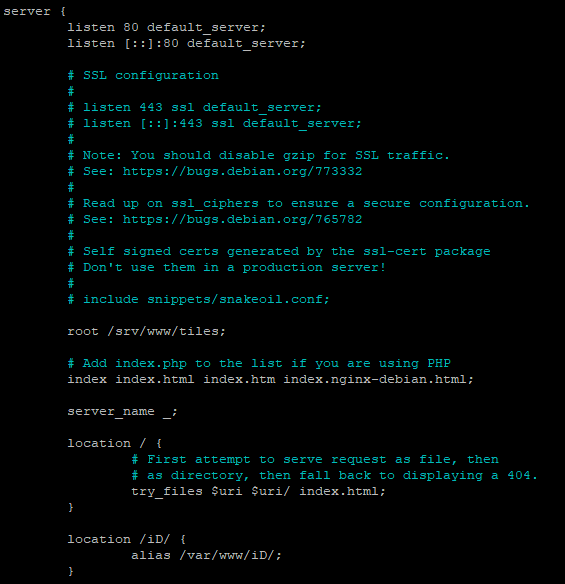 server {
        listen 80 default_server;
        listen [::]:80 default_server;

        # SSL configuration
        #
        # listen 443 ssl default_server;
        # listen [::]:443 ssl default_server;
        #
        # Note: You should disable gzip for SSL traffic.
        # See: https://bugs.debian.org/773332
        #
        # Read up on ssl_ciphers to ensure a secure configuration.
        # See: https://bugs.debian.org/765782
        #
        # Self signed certs generated by the ssl-cert package
        # Don't use them in a production server!
        #
        # include snippets/snakeoil.conf;

        root /srv/www/tiles;

        # Add index.php to the list if you are using PHP
        index index.html index.htm index.nginx-debian.html;

        server_name _;

        location / {
                # First attempt to serve request as file, then
                # as directory, then fall back to displaying a 404.
                try_files $uri $uri/ index.html;
        }

        location /iD/ {
                alias /var/www/iD/;
        }